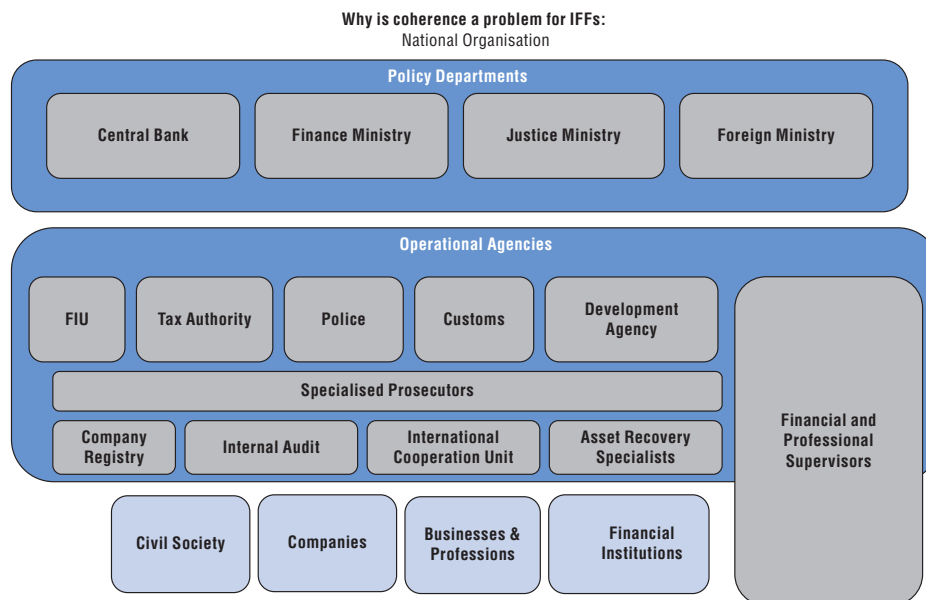 Why is coherence a problem for IFFs:
National Organisation
Policy Departments
Central Bank
Finance Ministry
Justice Ministry
Foreign Ministry
Operational Agencies
FIU
Tax Authority
Police
Customs
Development
Agency
Specialised Prosecutors
Company
Registry
Internal Audit
International
Cooperation Unit
Asset Recovery
Specialists
Financial and
Professional
Supervisors
Civil Society
Companies
Businesses &
Professions
Financial
Institutions